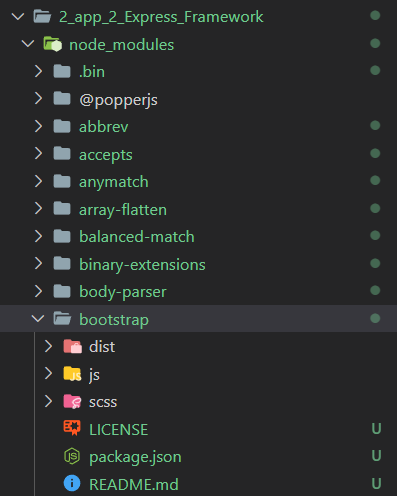 2_app_2_Express_Framework
node_modules
.bin
@popperjs
abbrev
accepts
anymatch
array-flatten
balanced-match
binary-extensions
body-parser
bootstrap
dist
js
scss
LICENSE U
package.json U
README.md U